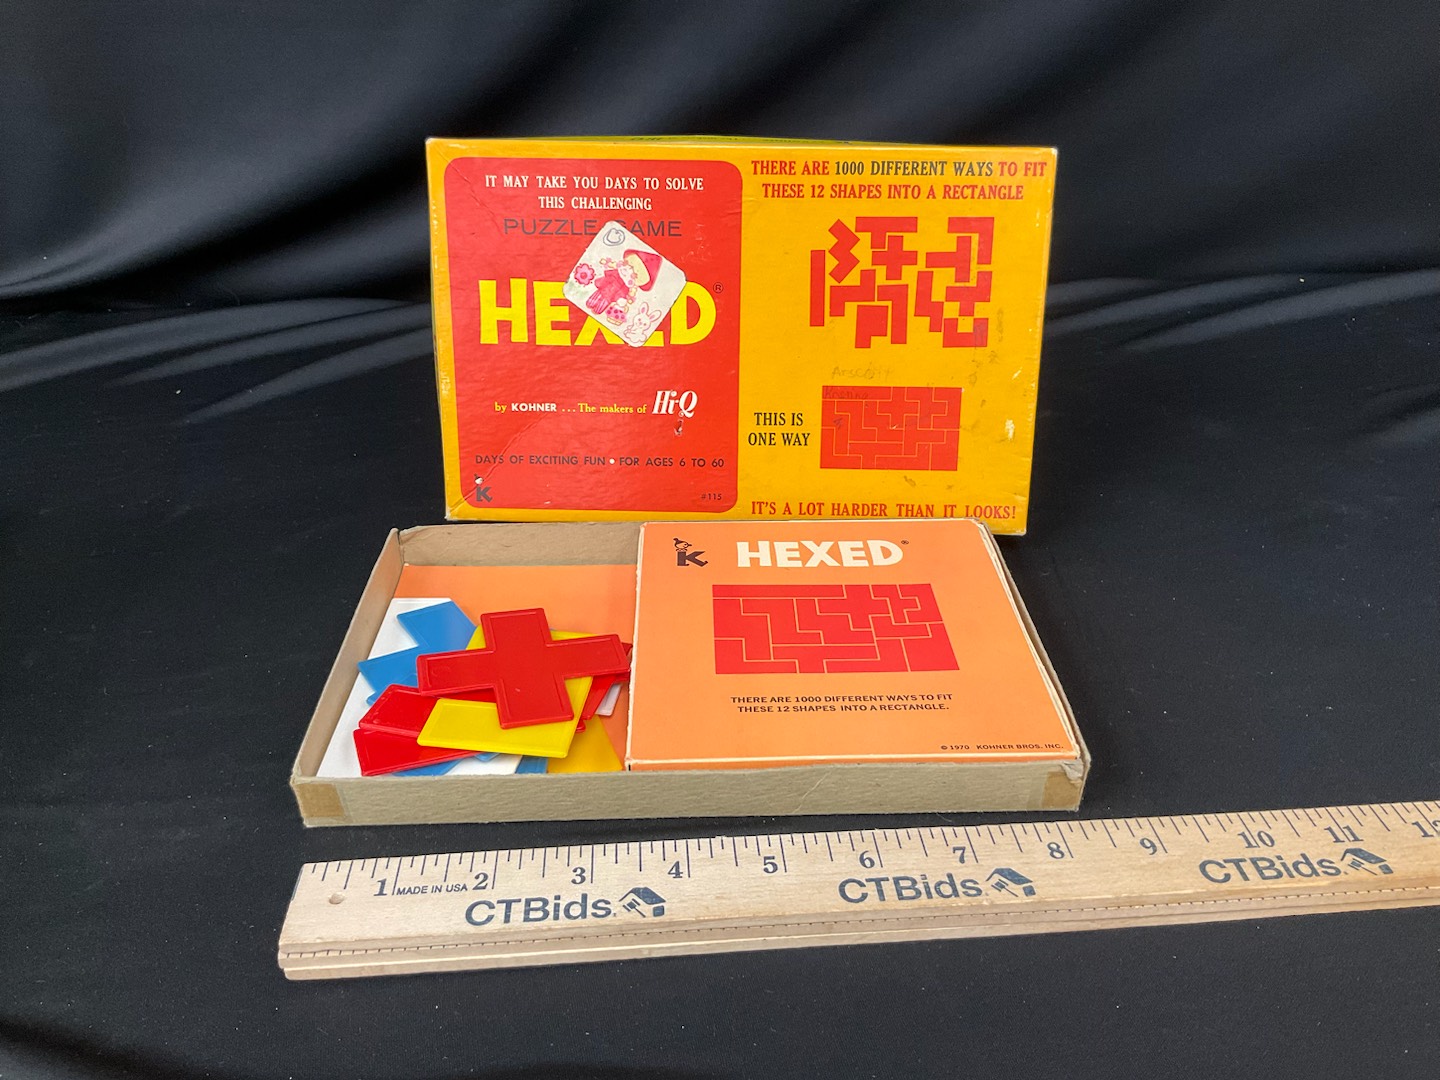 IT MAY TAKE YOU DAYS TO SOLVE
THIS CHALLENGING
PUZZLE GAME
HEXED®
by KOHNER ... The makers of Hi-Q
DAYS OF EXCITING FUN • FOR AGES 6 TO 60
K
#115
THERE ARE 1000 DIFFERENT WAYS TO FIT
THESE 12 SHAPES INTO A RECTANGLE
THIS IS
ONE WAY
IT'S A LOT HARDER THAN IT LOOKS!
K HEXED®
THERE ARE 1000 DIFFERENT WAYS TO FIT
THESE 12 SHAPES INTO A RECTANGLE.
© 1970 KOHNER BROS. INC.
1 2 3 4 5 6 7 8 9 10 11
MADE IN USA
CTBids. CTBids. CTBids.